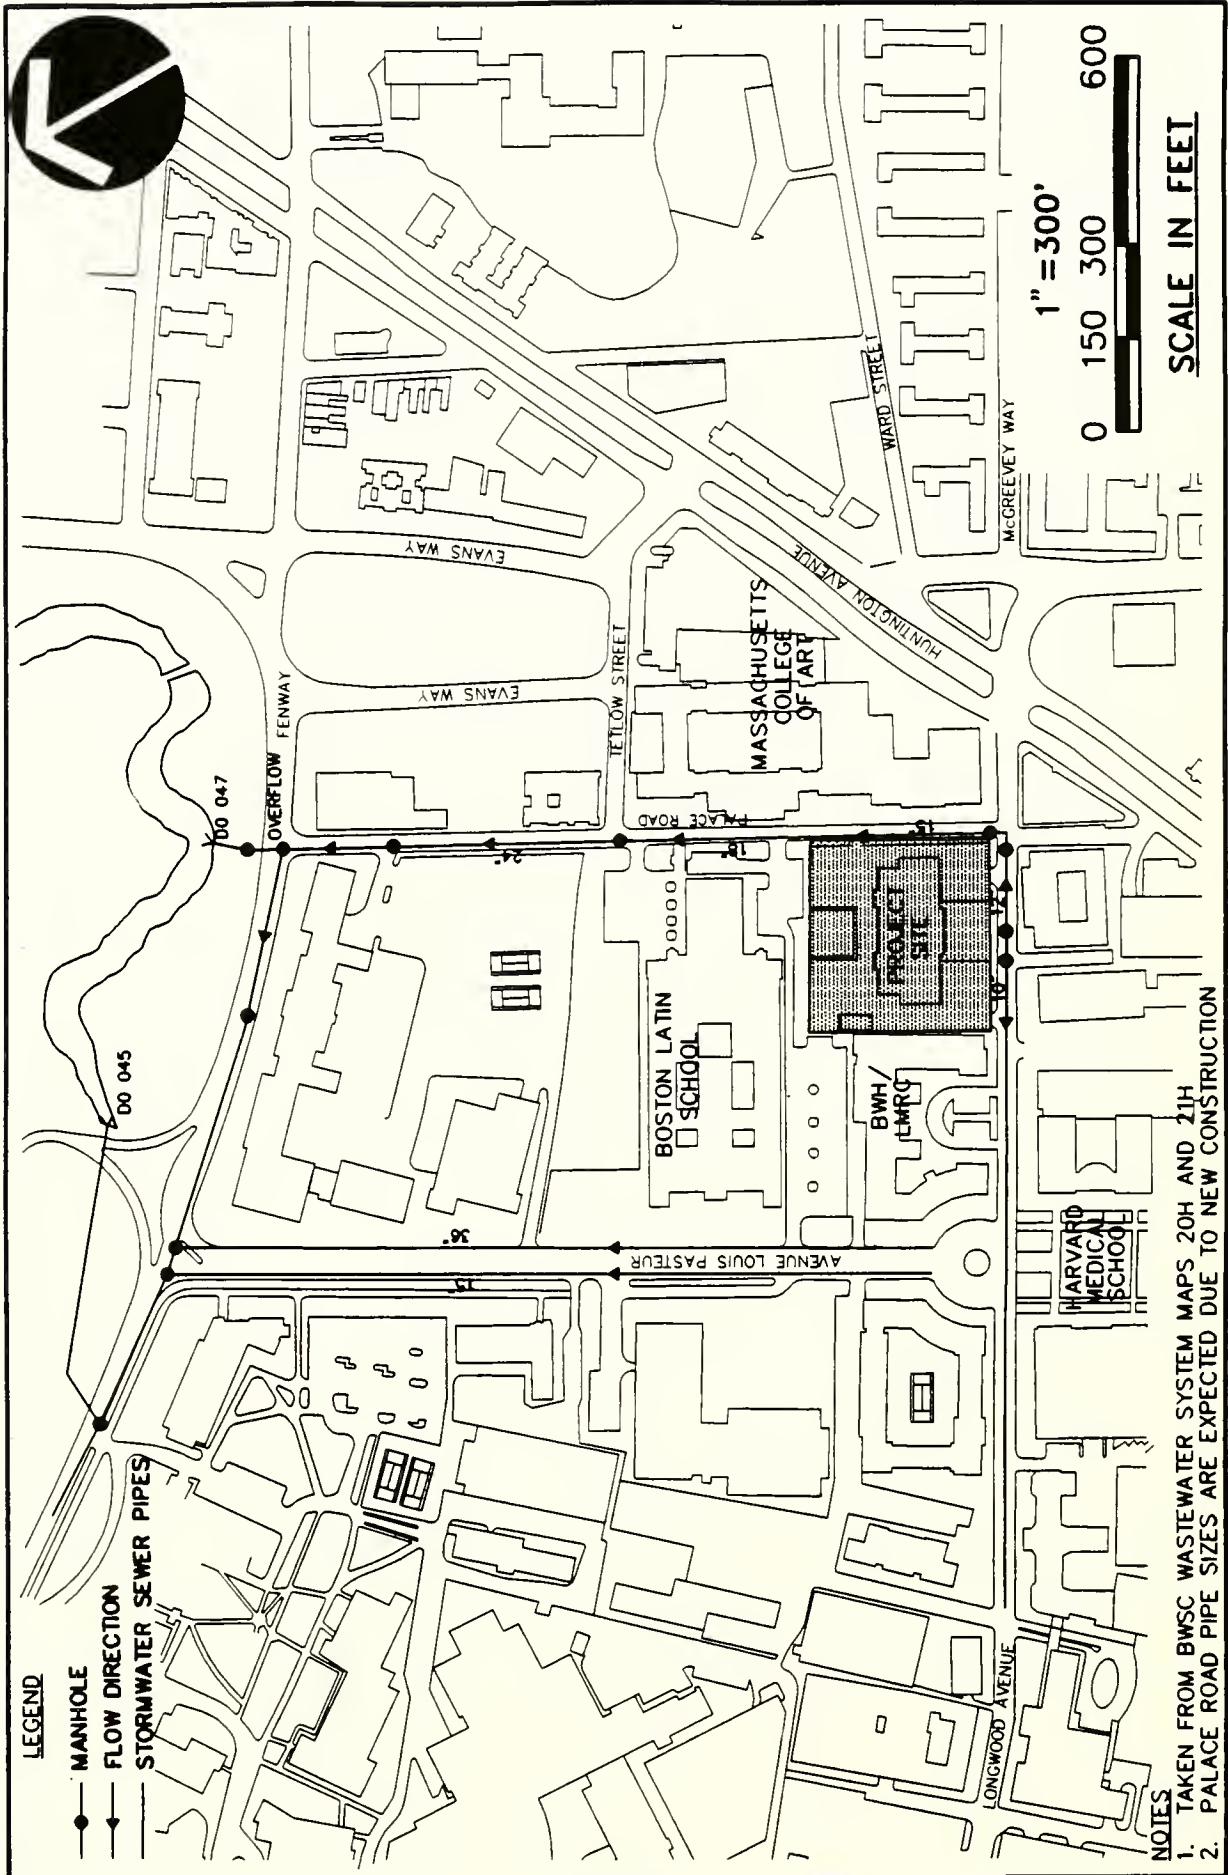 LEGEND
MANHOLE
FLOW DIRECTION
STORMWATER SEWER PIPES
DO 045
DO 047
OVERFLOW
FENWAY
EVANS WAY
EVANS WAY
TETLOW STREET
PALACE ROAD
24"
18"
15"
12"
10"
36"
15"
AVENUE LOUIS PASTEUR
BOSTON LATIN
SCHOOL
MASSACHUSETTS
COLLEGE
OF ART
HUNTINGTON AVENUE
WARD STREET
McGREEVEY WAY
PROJECT
SITE
BWH /
LMRC
HARVARD
MEDICAL
SCHOOL
LONGWOOD AVENUE
1"=300'
0 150 300 600
SCALE IN FEET
NOTES
1. TAKEN FROM BWSC WASTEWATER SYSTEM MAPS 20H AND 21H
2. PALACE ROAD PIPE SIZES ARE EXPECTED DUE TO NEW CONSTRUCTION